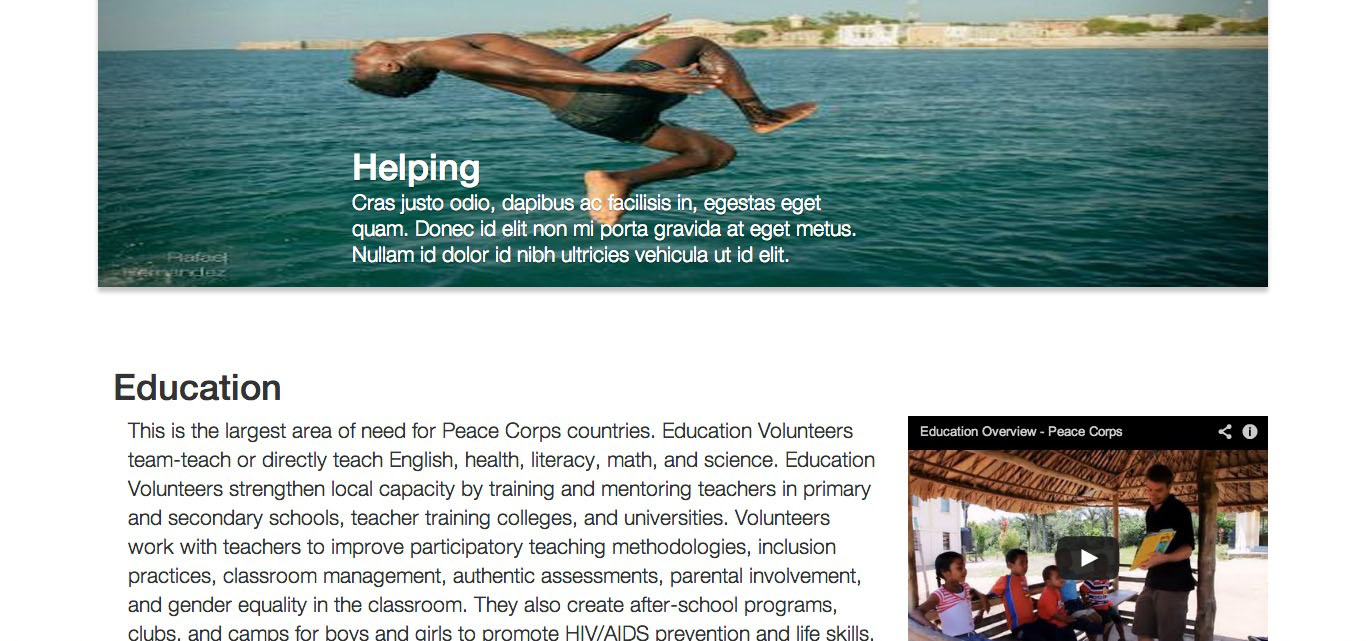 Helping
Cras justo odio, dapibus ac facilisis in, egestas eget
quam. Donec id elit non mi porta gravida at eget metus.
Nullam id dolor id nibh ultricies vehicula ut id elit.
Rafael
Hernandez
Education
This is the largest area of need for Peace Corps countries. Education Volunteers
team-teach or directly teach English, health, literacy, math, and science. Education
Volunteers strengthen local capacity by training and mentoring teachers in primary
and secondary schools, teacher training colleges, and universities. Volunteers
work with teachers to improve participatory teaching methodologies, inclusion
practices, classroom management, authentic assessments, parental involvement,
and gender equality in the classroom. They also create after-school programs,
clubs, and camps for boys and girls to promote HIV/AIDS prevention and life skills.
Education Overview - Peace Corps